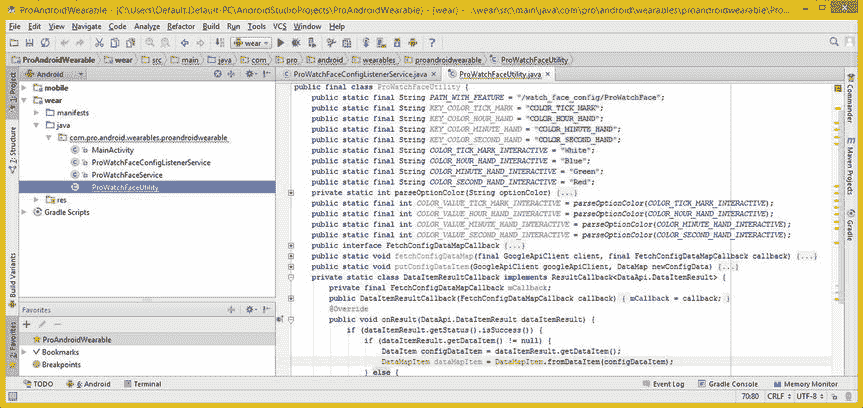 ProAndroidWearable - [C:\Users\Default.Default-PC\AndroidStudioProjects\ProAndroidWearable] - [wear] - ...\wear\src\main\java\com\pro\android\wearables\proandroidwearable\Pro
File Edit View Navigate Code Analyze Refactor Build Run Tools VCS Window Help
wear
ProAndroidWearable wear src main java com pro android wearables proandroidwearable ProWatchFaceUtility
Android
ProWatchFaceConfigListenerService.java ProWatchFaceUtility.java
1: Project
7: Structure
Build Variants
2: Favorites
mobile
wear
manifests
java
com.pro.android.wearables.proandroidwearable
MainActivity
ProWatchFaceConfigListenerService
ProWatchFaceService
ProWatchFaceUtility
res
Gradle Scripts
Favorites
ProAndroidWearable
Bookmarks
Breakpoints
public final class ProWatchFaceUtility {
public static final String PATH_WITH_FEATURE = "/watch_face_config/ProWatchFace";
public static final String KEY_COLOR_TICK_MARK = "COLOR_TICK_MARK";
public static final String KEY_COLOR_HOUR_HAND = "COLOR_HOUR_HAND";
public static final String KEY_COLOR_MINUTE_HAND = "COLOR_MINUTE_HAND";
public static final String KEY_COLOR_SECOND_HAND = "COLOR_SECOND_HAND";
public static final String COLOR_TICK_MARK_INTERACTIVE = "White";
public static final String COLOR_HOUR_HAND_INTERACTIVE = "Blue";
public static final String COLOR_MINUTE_HAND_INTERACTIVE = "Green";
public static final String COLOR_SECOND_HAND_INTERACTIVE = "Red";
private static int parseOptionColor(String optionColor) {...}
public static final int COLOR_VALUE_TICK_MARK_INTERACTIVE = parseOptionColor(COLOR_TICK_MARK_INTERACTIVE);
public static final int COLOR_VALUE_HOUR_HAND_INTERACTIVE = parseOptionColor(COLOR_HOUR_HAND_INTERACTIVE);
public static final int COLOR_VALUE_MINUTE_HAND_INTERACTIVE = parseOptionColor(COLOR_MINUTE_HAND_INTERACTIVE);
public static final int COLOR_VALUE_SECOND_HAND_INTERACTIVE = parseOptionColor(COLOR_SECOND_HAND_INTERACTIVE);
public interface FetchConfigDataMapCallback {...}
public static void fetchConfigDataMap(final GoogleApiClient client, final FetchConfigDataMapCallback callback) {...}
public static void putConfigDataItem(GoogleApiClient googleApiClient, DataMap newConfigData) {...}
private static class DataItemResultCallback implements ResultCallback<DataApi.DataItemResult> {
private final FetchConfigDataMapCallback mCallback;
public DataItemResultCallback(FetchConfigDataMapCallback callback) { mCallback = callback; }
@Override
public void onResult(DataApi.DataItemResult dataItemResult) {
if (dataItemResult.getStatus().isSuccess()) {
if (dataItemResult.getDataItem() != null) {
DataItem configDataItem = dataItemResult.getDataItem();
DataMapItem dataMapItem = DataMapItem.fromDataItem(configDataItem);
} else {
Commander
Maven Projects
Gradle
TODO 6: Android Terminal Event Log Gradle Console Memory Monitor
70:80 CRLF UTF-8